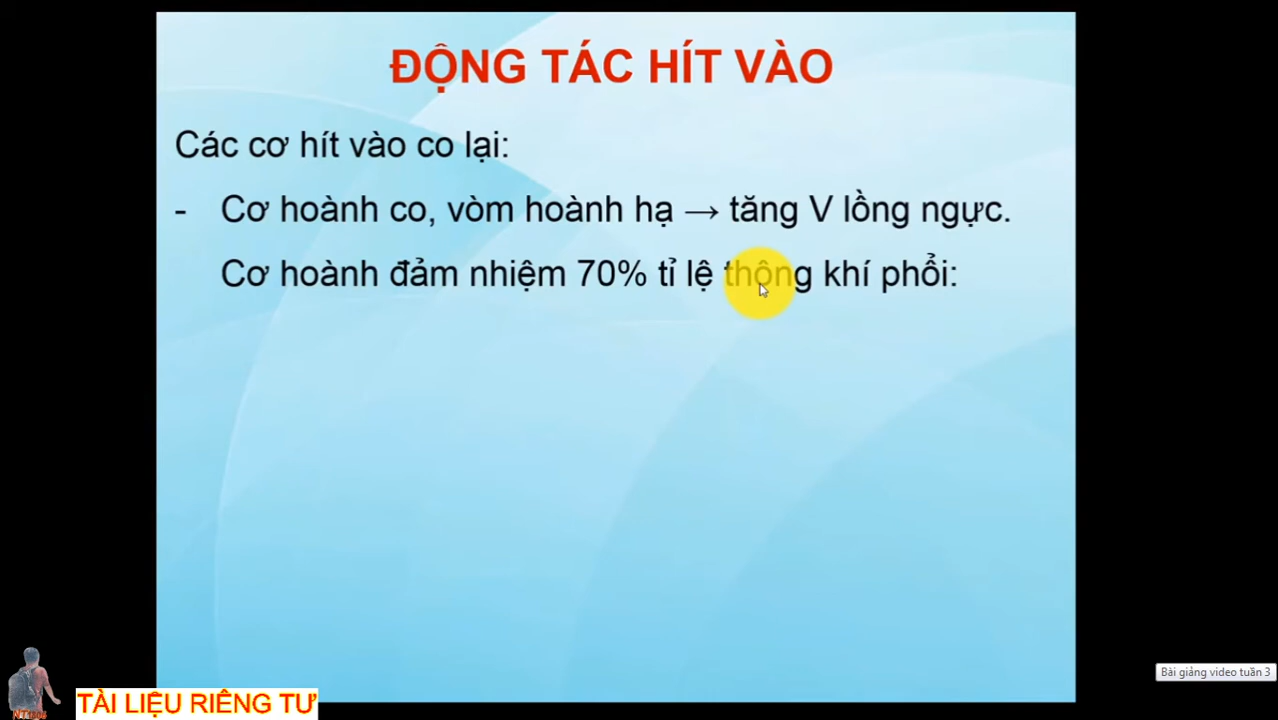 ĐỘNG TÁC HÍT VÀO
Các cơ hít vào co lại:
- Cơ hoành co, vòm hoành hạ → tăng V lồng ngực.
Cơ hoành đảm nhiệm 70% tỉ lệ thông khí phổi:
Bài giảng video tuần 3
TÀI LIỆU RIÊNG TƯ